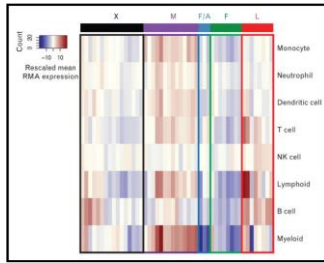 X M F/A F L
Count
20
0
-10 0 10
Rescaled mean
RMA expression
Monocyte
Neutrophil
Dendritic cell
T cell
NK cell
Lymphoid
B cell
Myeloid